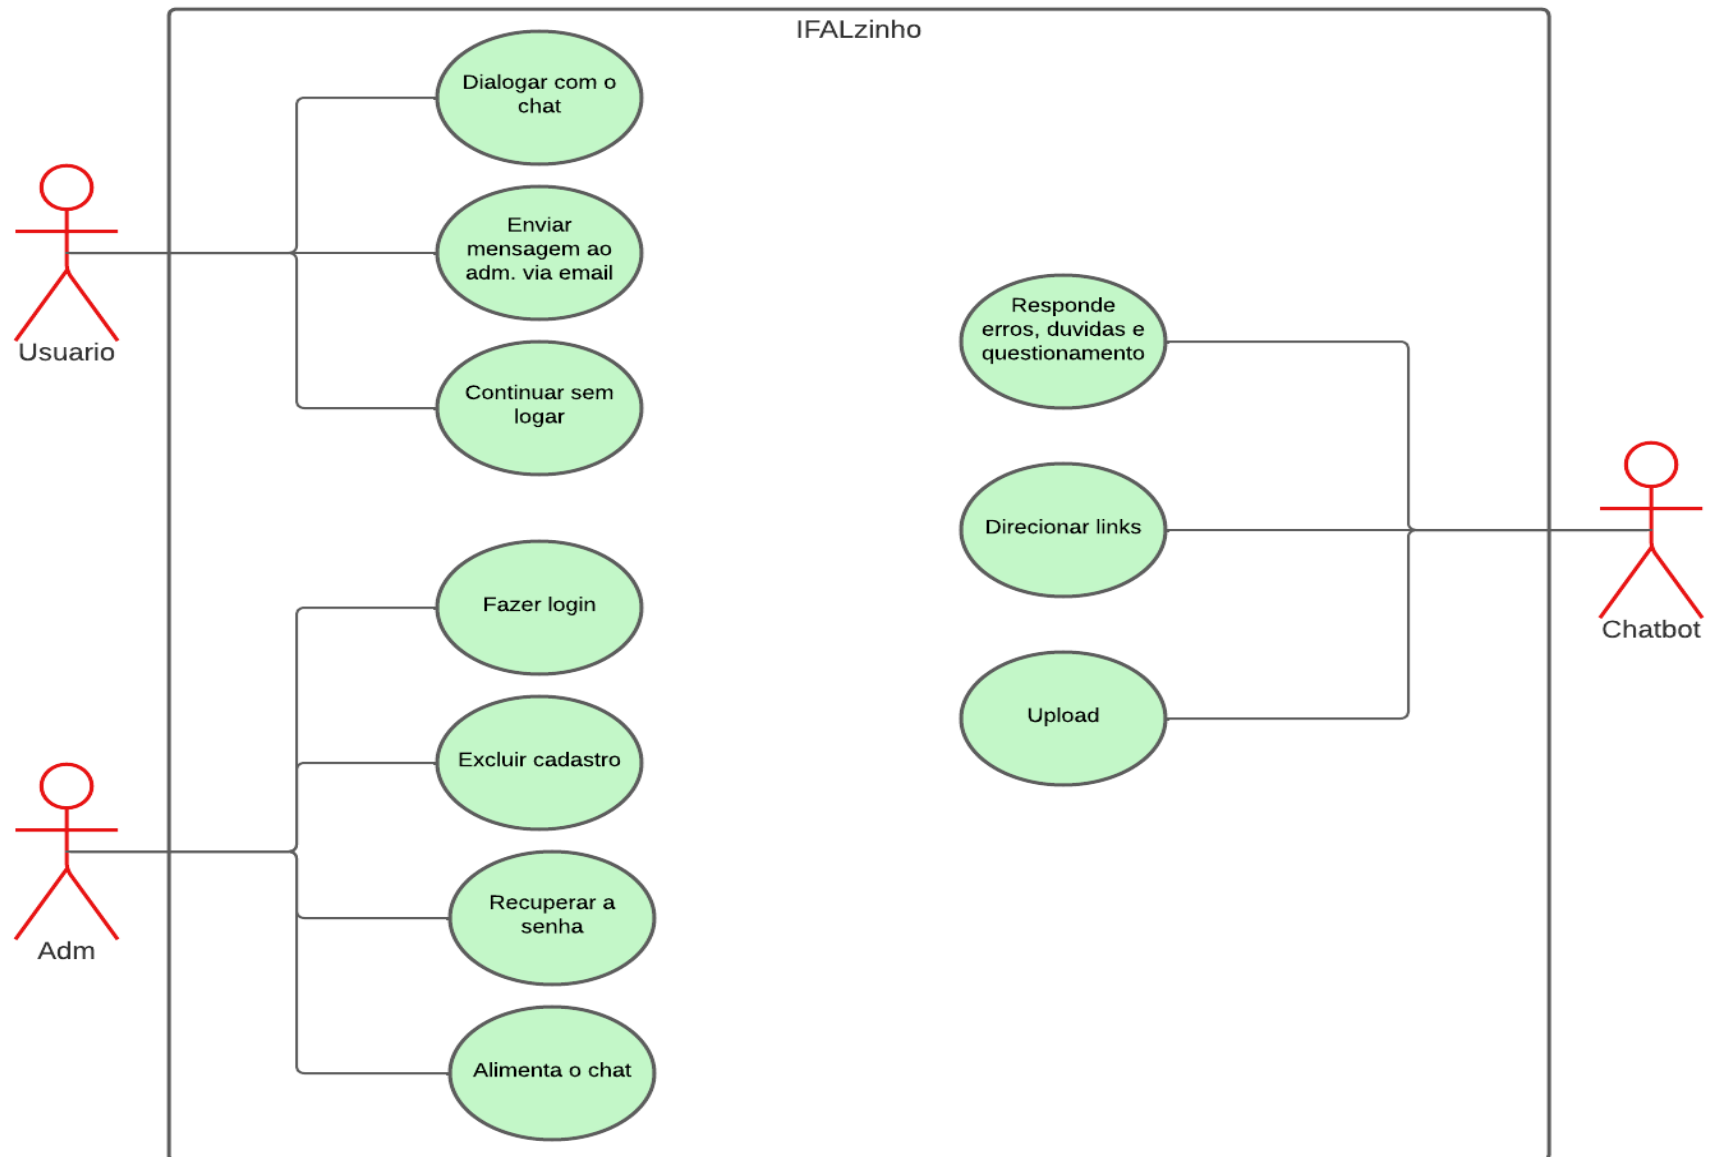 IFALzinho
Dialogar com o
chat
Enviar
mensagem ao
adm. via email
Continuar sem
logar
Usuario
Fazer login
Excluir cadastro
Recuperar a
senha
Alimenta o chat
Adm
Responde
erros, duvidas e
questionamento
Direcionar links
Upload
Chatbot